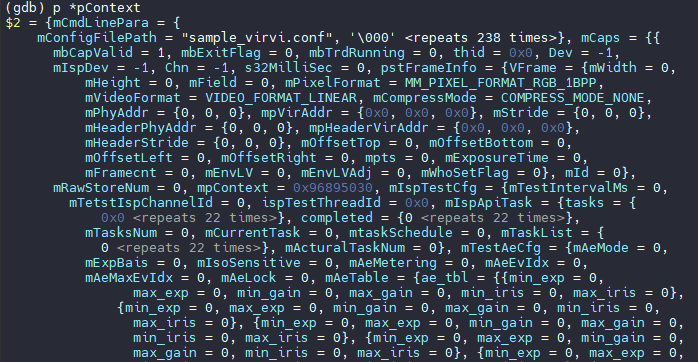 (gdb) p *pContext
$2 = {mCmdLinePara = {
mConfigFilePath = "sample_virvi.conf", '\000' <repeats 238 times>}, mCaps = {{
mbCapValid = 1, mbExitFlag = 0, mbTrdRunning = 0, thid = 0x0, Dev = -1,
mIspDev = -1, Chn = -1, s32MilliSec = 0, pstFrameInfo = {VFrame = {mWidth = 0,
mHeight = 0, mField = 0, mPixelFormat = MM_PIXEL_FORMAT_RGB_1BPP,
mVideoFormat = VIDEO_FORMAT_LINEAR, mCompressMode = COMPRESS_MODE_NONE,
mPhyAddr = {0, 0, 0}, mpVirAddr = {0x0, 0x0, 0x0}, mStride = {0, 0, 0},
mHeaderPhyAddr = {0, 0, 0}, mpHeaderVirAddr = {0x0, 0x0, 0x0},
mHeaderStride = {0, 0, 0}, mOffsetTop = 0, mOffsetBottom = 0,
mOffsetLeft = 0, mOffsetRight = 0, mpts = 0, mExposureTime = 0,
mFramecnt = 0, mEnvLV = 0, mEnvLVAdj = 0, mWhoSetFlag = 0}, mId = 0},
mRawStoreNum = 0, mpContext = 0x96895030, mIspTestCfg = {mTestIntervalMs = 0,
mTetstIspChannelId = 0, ispTestThreadId = 0x0, mIspApiTask = {tasks = {
0x0 <repeats 22 times>}, completed = {0 <repeats 22 times>},
mTasksNum = 0, mCurrentTask = 0, mtaskSchedule = 0, mTaskList = {
0 <repeats 22 times>}, mActuralTaskNum = 0}, mTestAeCfg = {mAeMode = 0,
mExpBais = 0, mIsoSensitive = 0, mAeMetering = 0, mAeEvIdx = 0,
mAeMaxEvIdx = 0, mAeLock = 0, mAeTable = {ae_tbl = {{min_exp = 0,
max_exp = 0, min_gain = 0, max_gain = 0, min_iris = 0, max_iris = 0},
{min_exp = 0, max_exp = 0, min_gain = 0, max_gain = 0, min_iris = 0,
max_iris = 0}, {min_exp = 0, max_exp = 0, min_gain = 0, max_gain = 0,
min_iris = 0, max_iris = 0}, {min_exp = 0, max_exp = 0, min_gain = 0,
max_gain = 0, min_iris = 0, max_iris = 0}, {min_exp = 0, max_exp = 0,